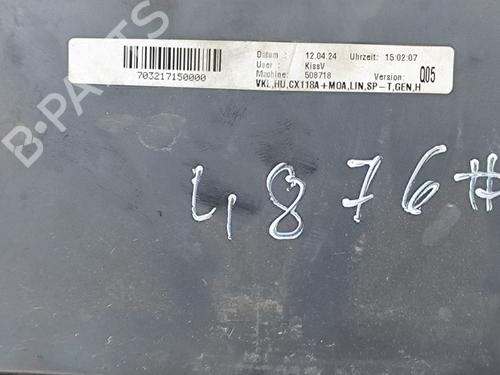 Datum : 12.04.24 Uhrzeit: 15:02:07
User : KissV
Machine: 508718 Version: Q05
703217150000
VKL,HU,CX118A+MOA,LIN,SP-T,GEN,H
4876#
B-PARTS